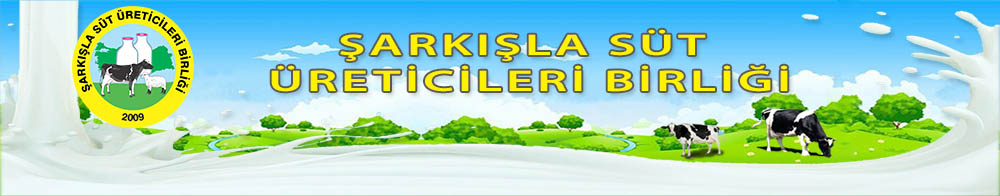 ŞARKIŞLA SÜT ÜRETİCİLERİ BİRLİĞİ
2009
ŞARKIŞLA SÜT
ÜRETİCİLERİ BİRLİĞİ